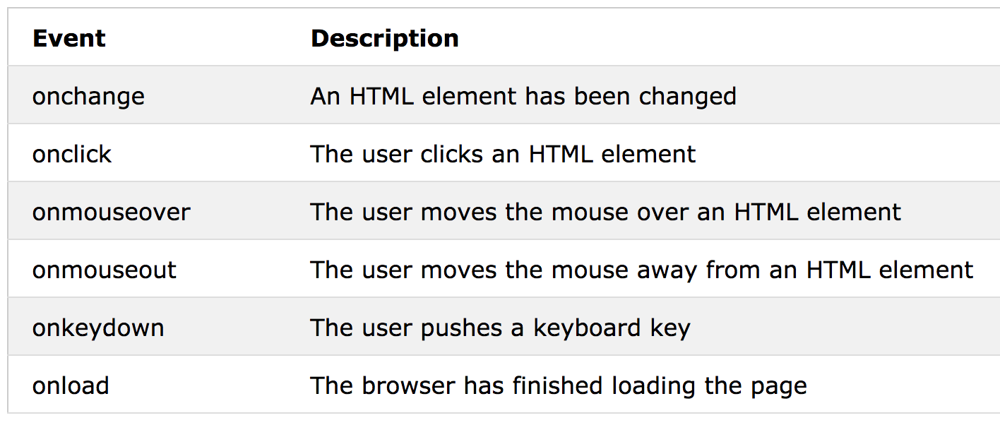 Event Description
onchange An HTML element has been changed
onclick The user clicks an HTML element
onmouseover The user moves the mouse over an HTML element
onmouseout The user moves the mouse away from an HTML element
onkeydown The user pushes a keyboard key
onload The browser has finished loading the page